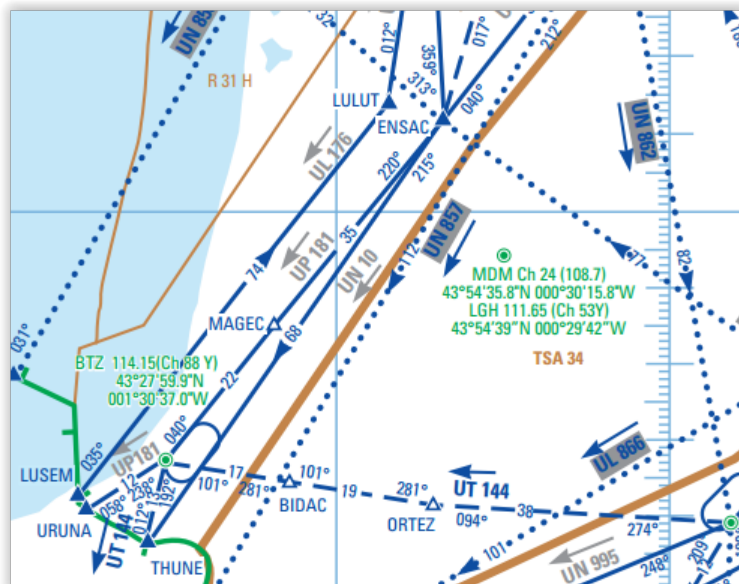 UN 85
32
012°
359°
017°
212°
313°
040°
R 31 H
LULUT
ENSAC
UL 176
220°
215°
UN 862
35
UP 181
UN 10
UN 857
112
77
82
74
MDM Ch 24 (108.7)
43°54'35.8"N 000°30'15.8"W
LGH 111.65 (Ch 53Y)
43°54'39"N 000°29'42"W
TSA 34
MAGEC
68
031°
BTZ 114.15(Ch 88 Y)
43°27'59.9"N
001°30'37.0"W
22
040°
UP181
035°
LUSEM
12
238°
058°
URUNA
UT 144
012°
192°
THUNE
101°
17
281°
101°
BIDAC
19
281°
ORTEZ
UT 144
094°
38
274°
UL 866
101
UN 995
248°
209
12